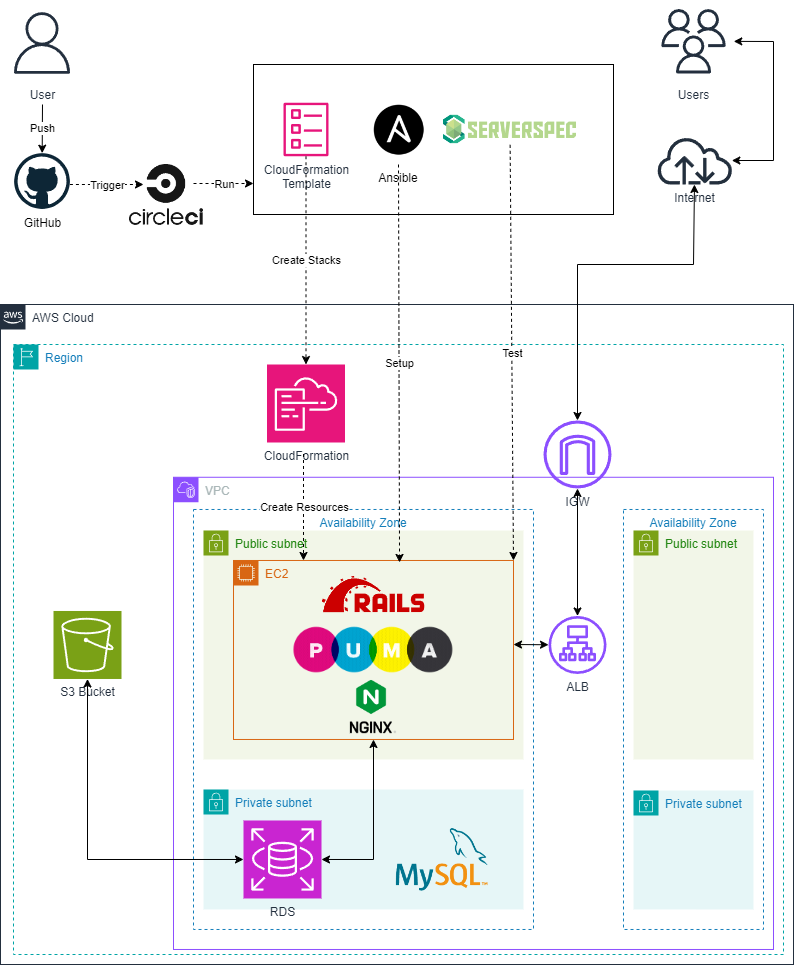 User
Users
Push
SERVERSPEC
CloudFormation
Template
Ansible
Trigger
Run
GitHub
circleci
Internet
Create Stacks
aws
AWS Cloud
Region
Setup
Test
CloudFormation
VPC
IGW
Create Resources
Availability Zone
Availability Zone
Public subnet
Public subnet
EC2
RAILS
PUMA
S3 Bucket
ALB
N
NGINX
Private subnet
Private subnet
MySQL
RDS